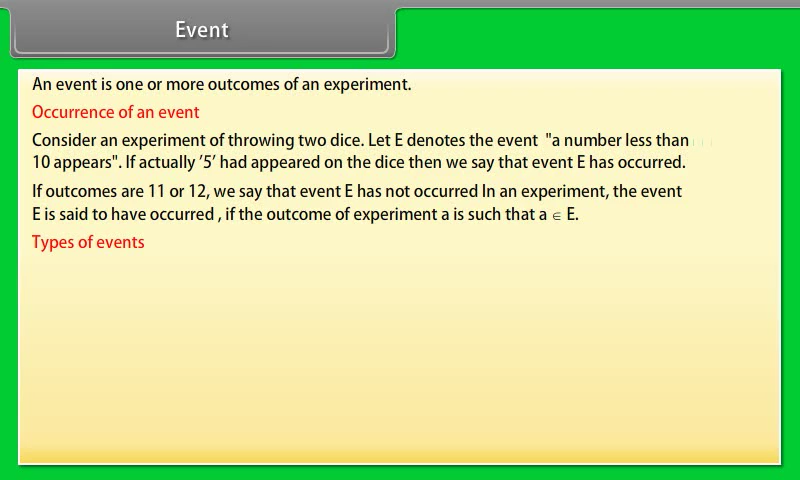 Event
An event is one or more outcomes of an experiment.
Occurrence of an event
Consider an experiment of throwing two dice. Let E denotes the event "a number less than
10 appears". If actually '5' had appeared on the dice then we say that event E has occurred.
If outcomes are 11 or 12, we say that event E has not occurred In an experiment, the event
E is said to have occurred , if the outcome of experiment a is such that a ∈ E.
Types of events